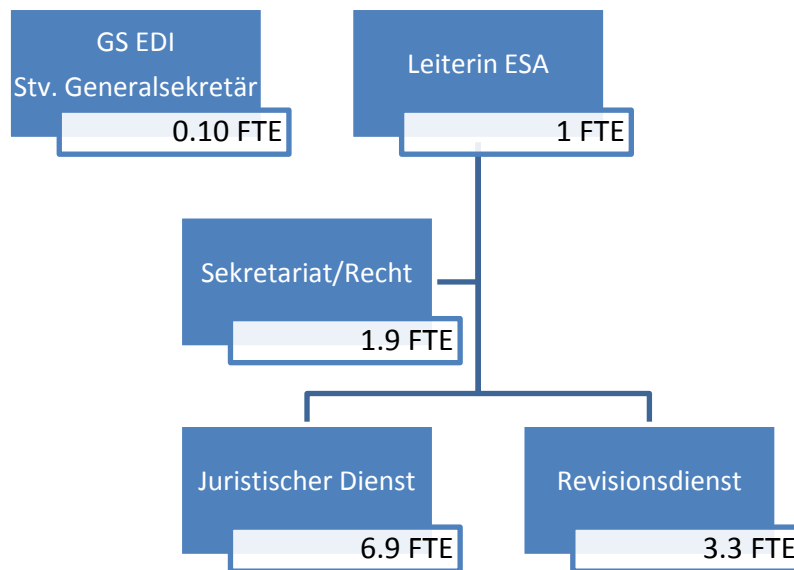 GS EDI
Stv. Generalsekretär
0.10 FTE
Leiterin ESA
1 FTE
Sekretariat/Recht
1.9 FTE
Juristischer Dienst
6.9 FTE
Revisionsdienst
3.3 FTE